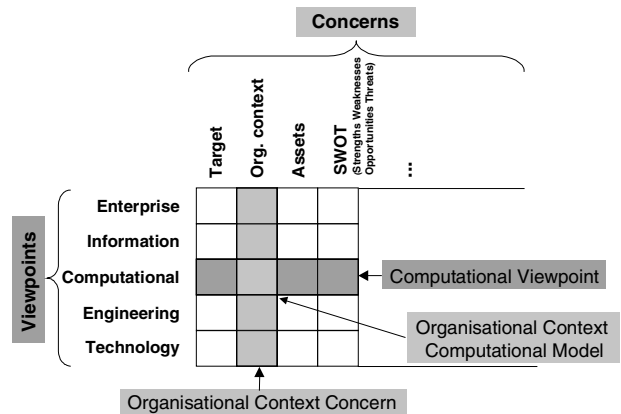 Concerns
Target
Org. context
Assets
SWOT
(Strengths Weaknesses
Opportunities Threats)
...
Viewpoints
Enterprise
Information
Computational
Engineering
Technology
Computational Viewpoint
Organisational Context
Computational Model
Organisational Context Concern